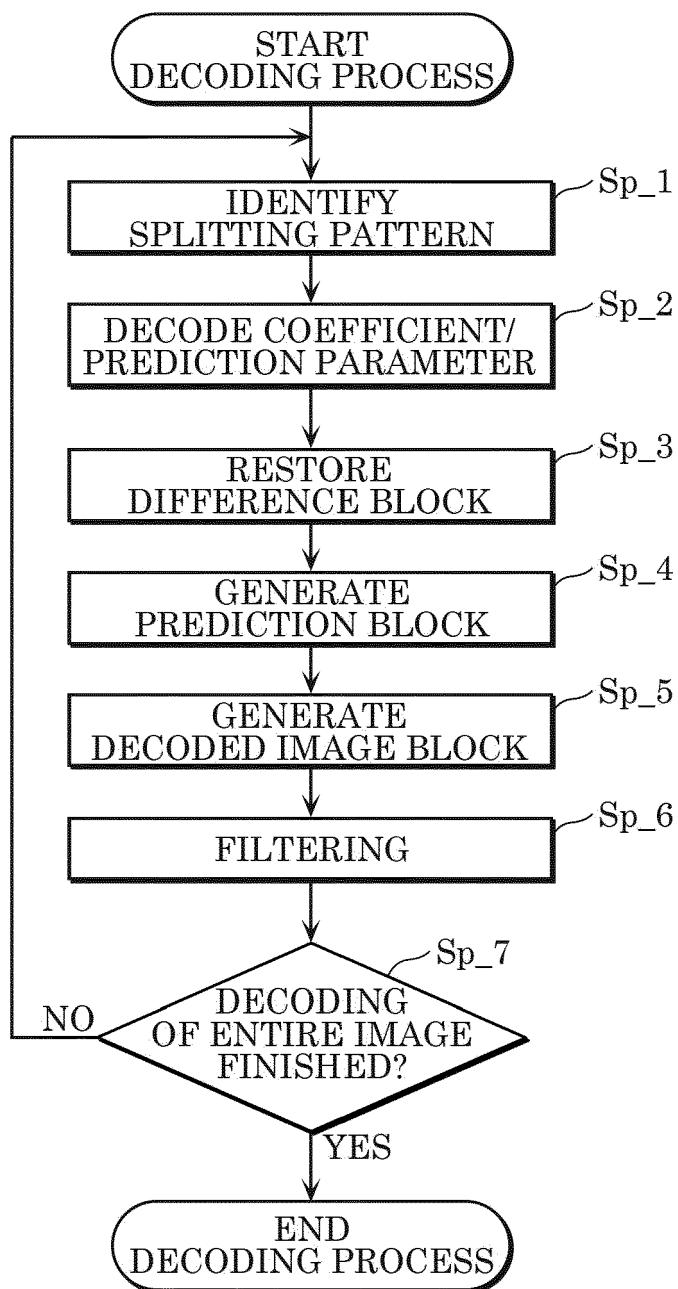 START
DECODING PROCESS
Sp_1
IDENTIFY
SPLITTING PATTERN
Sp_2
DECODE COEFFICIENT/
PREDICTION PARAMETER
Sp_3
RESTORE
DIFFERENCE BLOCK
Sp_4
GENERATE
PREDICTION BLOCK
Sp_5
GENERATE
DECODED IMAGE BLOCK
Sp_6
FILTERING
Sp_7
DECODING
OF ENTIRE IMAGE
FINISHED?
NO
YES
END
DECODING PROCESS